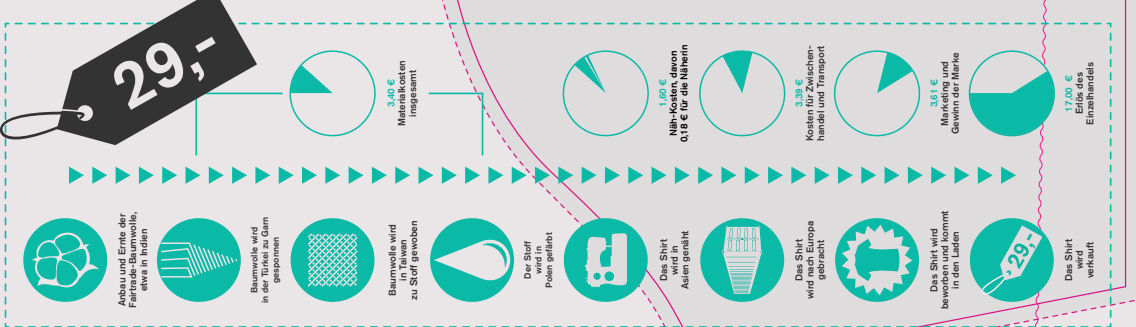 29,-
3,40 €
Materialkosten
insgesamt
1,60 €
Näh-Kosten, davon
0,18 € für die Näherin
3,39 €
Kosten für Zwischen-
handel und Transport
3,61 €
Marketing und
Gewinn der Marke
17,00 €
Erlös des
Einzelhandels
Anbau und Ernte der
Fairtrade-Baumwolle,
etwa in Indien
Baumwolle wird
in der Türkei zu Garn
gesponnen
Baumwolle wird
in Taiwan
zu Stoff gewoben
Der Stoff
wird in
Polen gefärbt
Das Shirt
wird in
Asien genäht
Das Shirt
wird nach Europa
gebracht
Das Shirt wird
beworben und kommt
in den Laden
29,-
Das Shirt
wird
verkauft